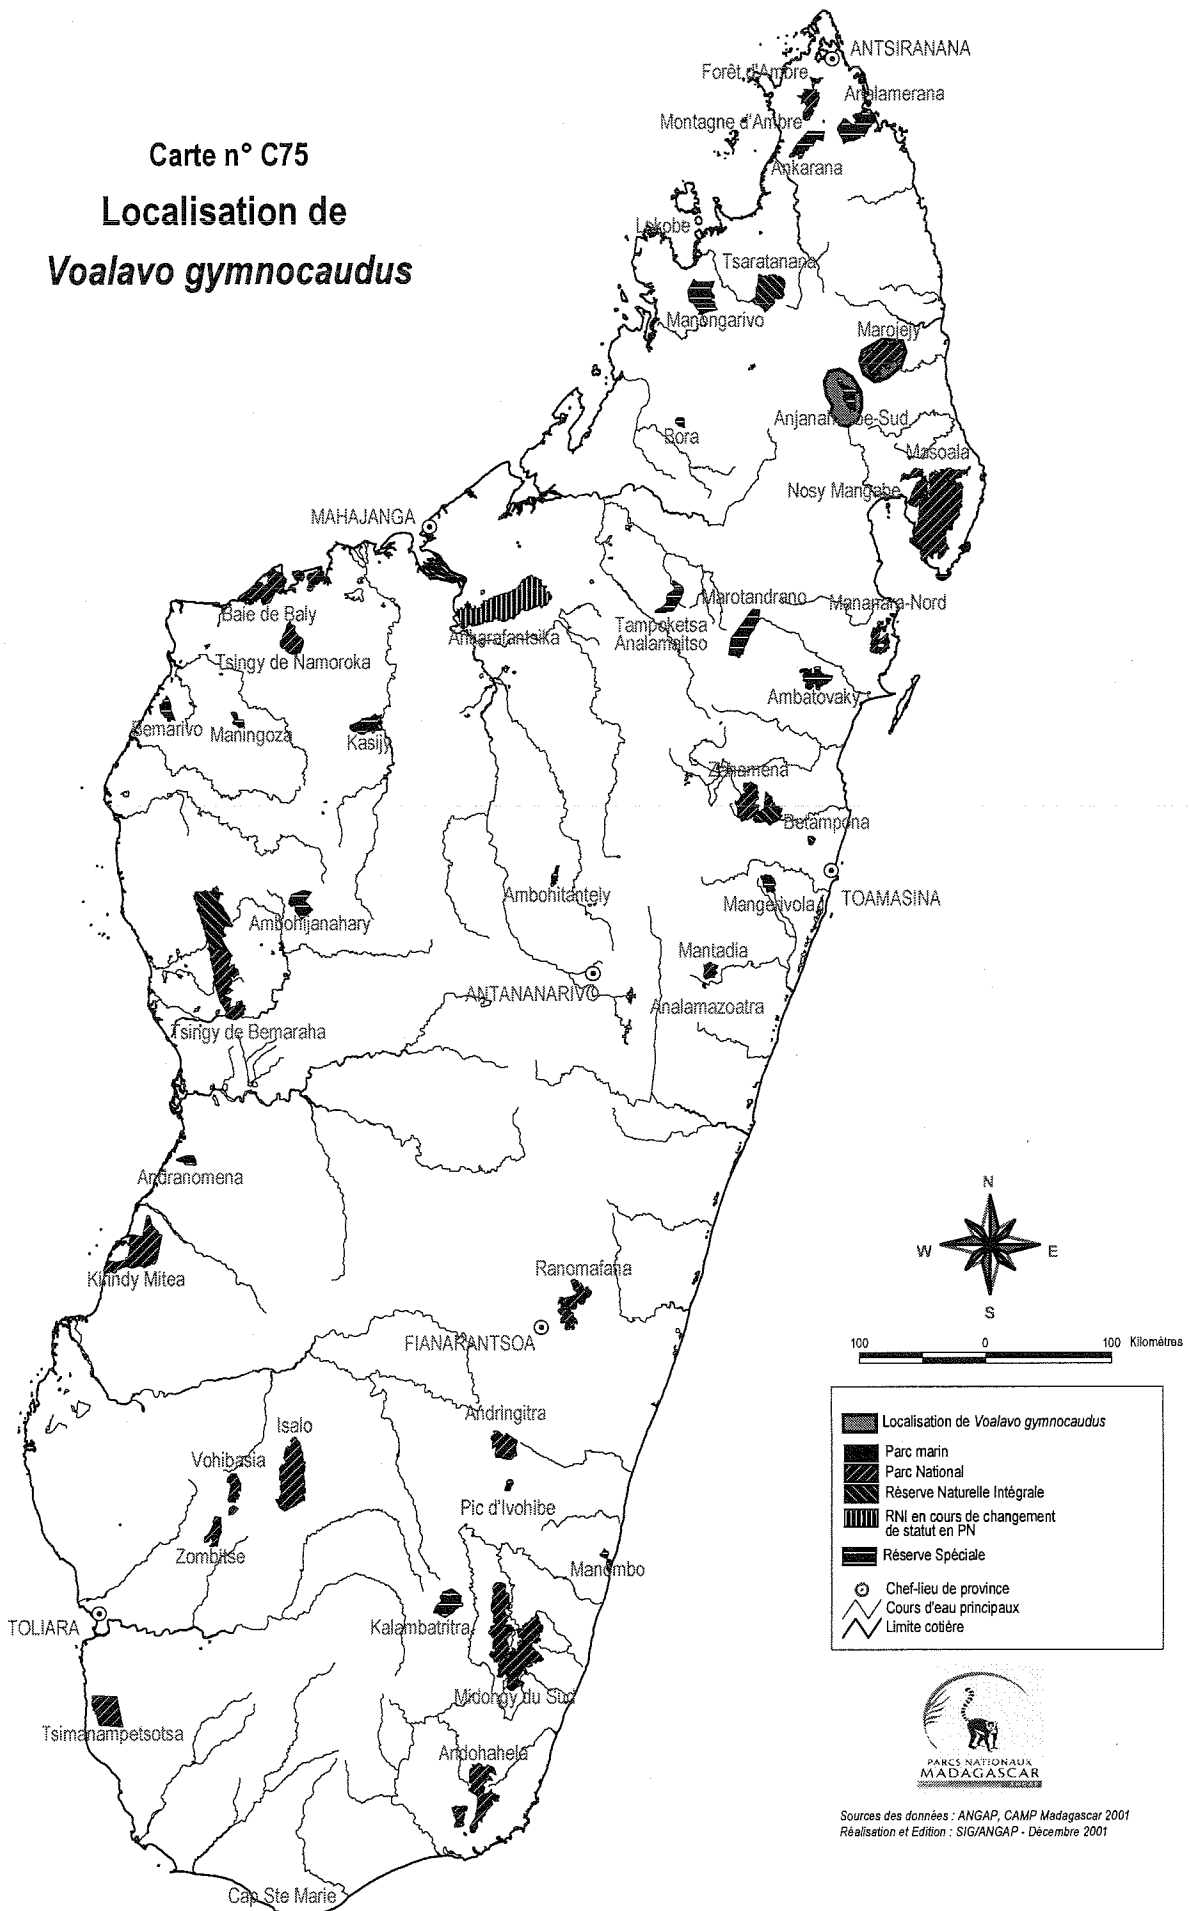 Carte n° C75
Localisation de
Voalavo gymnocaudus
ANTSIRANANA
Forêt d'Ambre
Analamerana
Montagne d'Ambre
Ankarana
Lokobe
Tsaratanana
Manongarivo
Marojejy
Anjanaharibe-Sud
Bora
Masoala
Nosy Mangabe
MAHAJANGA
Baie de Baly
Ankarafantsika
Tampoketsa
Analamaitso
Marotandrano
Mananara-Nord
Tsingy de Namoroka
Ambatovaky
Bemarivo
Maningoza
Kasijy
Zahamena
Betampona
Ambohitantely
Mangerivola
TOAMASINA
Ambohijanahary
Mantadia
ANTANANARIVO
Analamazoatra
Tsingy de Bemaraha
Andranomena
Kirindy Mitea
Ranomafana
FIANARANTSOA
Andringitra
Isalo
Vohibasia
Pic d'Ivohibe
Zombitse
Manombo
TOLIARA
Kalambatritra
Midongy du Sud
Tsimanampetsotsa
Andohahela
Cap Ste Marie
N
W E
S
100 0 100 Kilomètres
Localisation de Voalavo gymnocaudus
Parc marin
Parc National
Réserve Naturelle Intégrale
RNI en cours de changement
de statut en PN
Réserve Spéciale
Chef-lieu de province
Cours d'eau principaux
Limite cotière
PARCS NATIONAUX
MADAGASCAR
Sources des données : ANGAP, CAMP Madagascar 2001
Réalisation et Edition : SIG/ANGAP - Décembre 2001